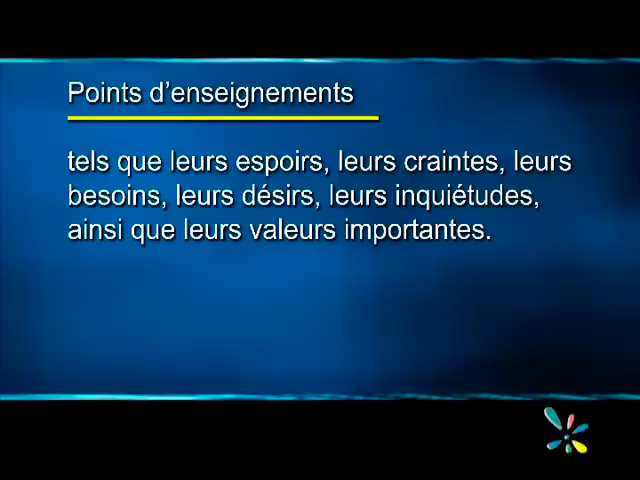 Points d’enseignements
tels que leurs espoirs, leurs craintes, leurs
besoins, leurs désirs, leurs inquiétudes,
ainsi que leurs valeurs importantes.